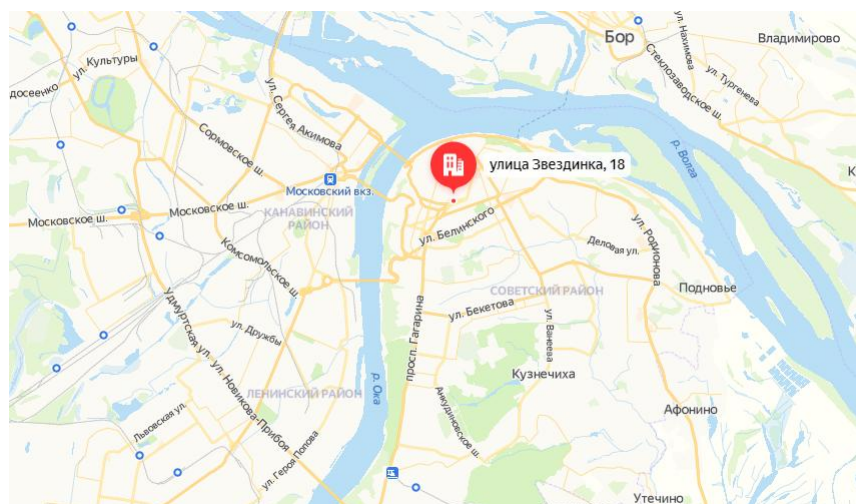 Бор
ул. Нахимова
Владимирово
ул. Культуры
Стеклозаводское ш.
ул. Тургенева
ул. Сергея Акимова
Сормовское ш.
р. Волга
улица Звездинка, 18
Московский вкз.
Московское ш.
Московское ш.
КАНАВИНСКИЙ
РАЙОН
ул. Белинского
ул. Родионова
Деловая ул.
Комсомольское ш.
Подновье
СОВЕТСКИЙ РАЙОН
Удмуртская ул.
ул. Бекетова
просп. Гагарина
ул. Ванеева
ул. Дружбы
Кузнечиха
р. Ока
ЛЕНИНСКИЙ РАЙОН
ул. Новикова-Прибоя
Анкудиновское ш.
Афонино
Львовская ул.
ул. Героя Попова
Утечино